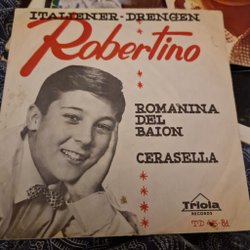 ITALIENER-DRENGEN
Robertino
ROMANINA
DEL
BAION
CERASELLA
Triola
RECORDS